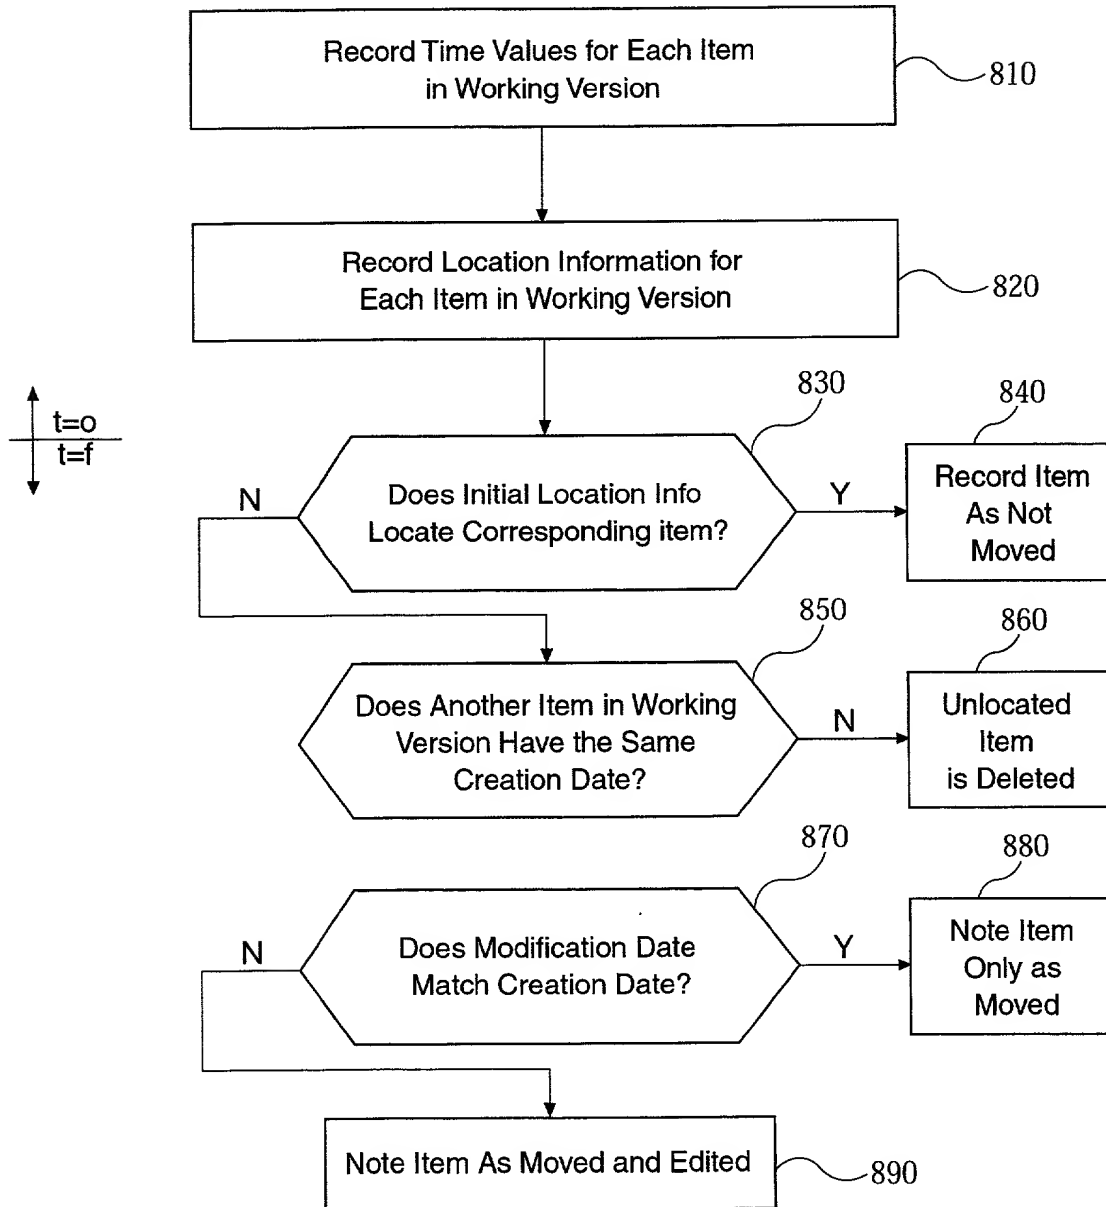 Record Time Values for Each Item
in Working Version
810
Record Location Information for
Each Item in Working Version
820
t=o
t=f
830
840
N
Does Initial Location Info
Locate Corresponding item?
Y
Record Item
As Not
Moved
850
860
Does Another Item in Working
Version Have the Same
Creation Date?
N
Unlocated
Item
is Deleted
870
880
N
Does Modification Date
Match Creation Date?
Y
Note Item
Only as
Moved
Note Item As Moved and Edited
890